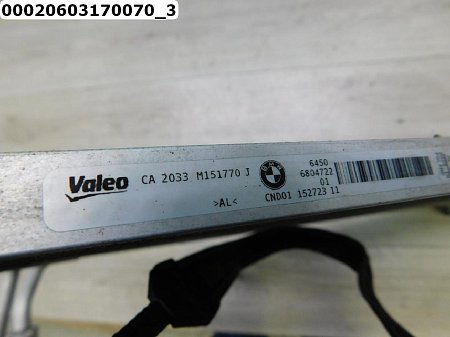 00020603170070_3
Valeo CA 2033 M151770 J
6450
6804722
01
>AL< CND01 152723 11